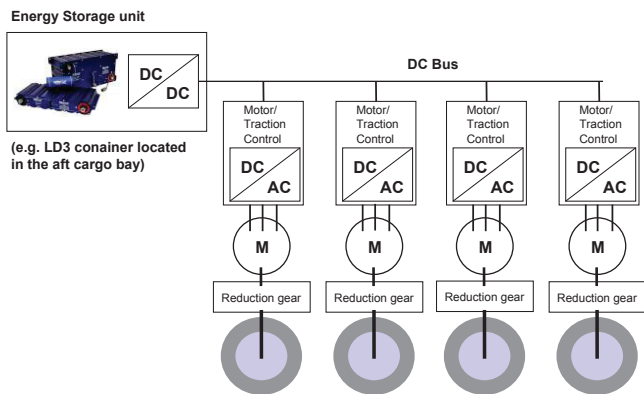 Energy Storage unit
DC
DC
DC Bus
(e.g. LD3 conainer located
in the aft cargo bay)
Motor/
Traction
Control
DC
AC
M
Reduction gear
Motor/
Traction
Control
DC
AC
M
Reduction gear
Motor/
Traction
Control
DC
AC
M
Reduction gear
Motor/
Traction
Control
DC
AC
M
Reduction gear